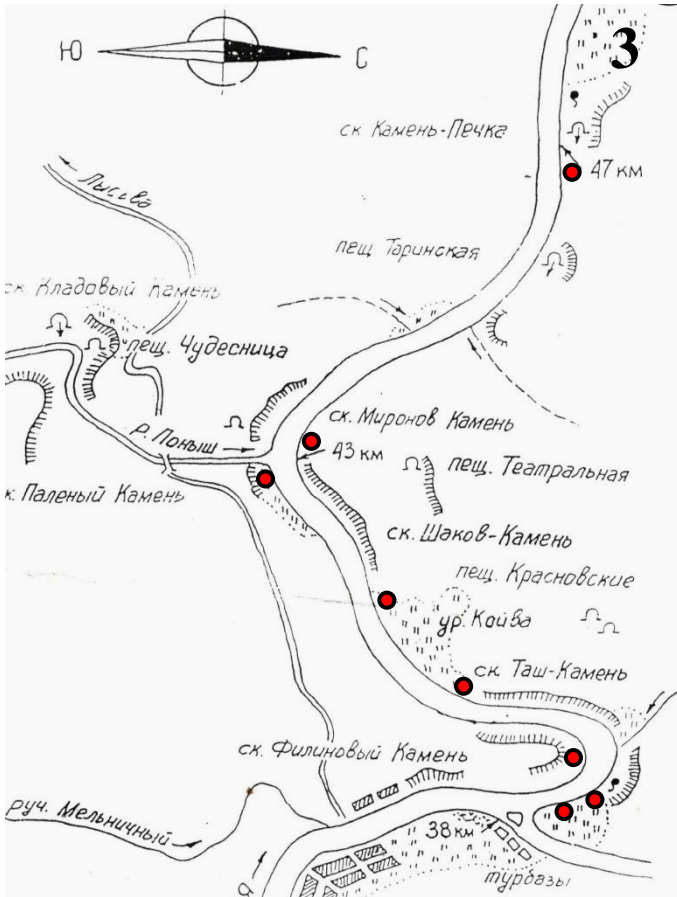 3
Ю С
ск Камень-Печка
47 км
Лысьва
пещ. Таринская
ск. Кладовый Камень
пещ. Чудесница
ск. Миронов Камень
р. Поныш
43 км
пещ. Театральная
к. Паленый Камень
ск. Шаков-Камень
пещ. Красновские
ур. Койва
ск Таш-Камень
ск. Филиновый Камень
руч. Мельничный
38 км
турбазы